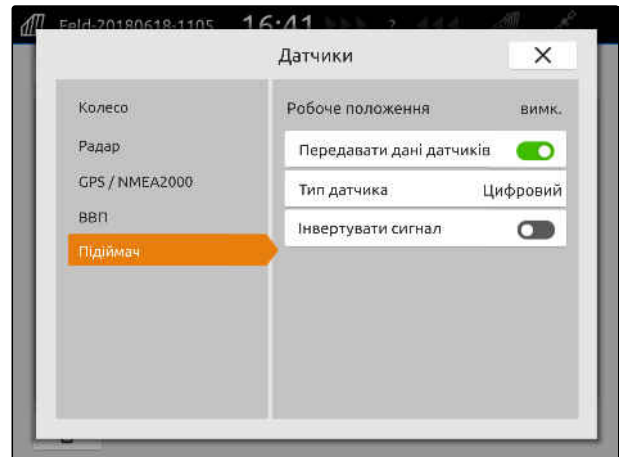 Feld-20180618-1105 16:41 ?
Датчики
Колесо
Радар
GPS / NMEA2000
ВВП
Підіймач
Робоче положення вимк.
Передавати дані датчиків
Тип датчика Цифровий
Інвертувати сигнал